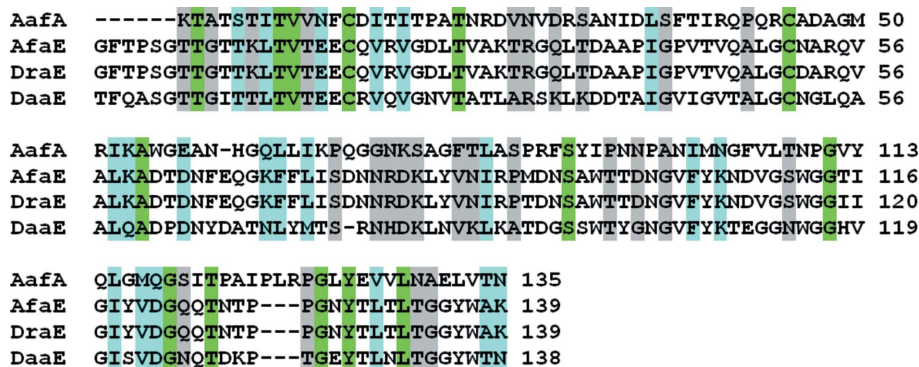 AafA ------KTATSTITVVNFCDITITPATNRDVNVDRSANIDLSFTIRQPQRCADAGM 50
AfaE GFTPSGTTGTTKLTVTEECQVRVGDLTVAKTRGQLTDAAPIGPVTVQALGCNARQV 56
DraE GFTPSGTTGTTKLTVTEECQVRVGDLTVAKTRGQLTDAAPIGPVTVQALGCDARQV 56
DaaE TFQASGTTGITTLTVTEECRVQVGNVTATLARSKLKDDTAIGVIGVTALGCNGLQA 56
AafA RIKAWGEAN-HGQLLIKPQGGNKSAGFTLASPRFSYIPNNPANIMNGFVLTNPGVY 113
AfaE ALKADTDNFEQGKFFLISDNNRDKLYVNIRPMDNSAWTTDNGVFYKNDVGSWGGTI 116
DraE ALKADTDNFEQGKFFLISDNNRDKLYVNIRPTDNSAWTTDNGVFYKNDVGSWGGII 120
DaaE ALQADPDNYDATNLYMTS-RNHDKLNVKLKATDGSSWTYGNGVFYKTEGGNWGGHV 119
AafA QLGMQGSITPAIPLRPGLYEVVLNAELVTN 135
AfaE GIYVDGQQTNTP---PGNYTLTLTGGYWAK 139
DraE GIYVDGQQTNTP---PGNYTLTLTGGYWAK 139
DaaE GISVDGNQTDKP---TGEYTLNLTGGYWTN 138